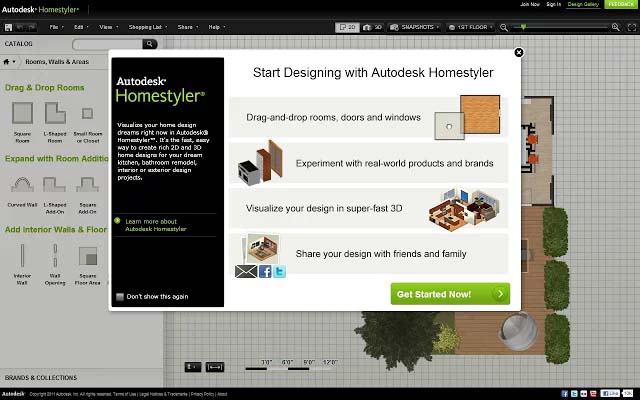 Autodesk Homestyler
Join Now
Sign In
Design Gallery
FEEDBACK
File
Edit
View
Shopping List
Share
Help
2D
3D
SNAPSHOTS
1ST FLOOR
CATALOG
Rooms, Walls & Areas
Drag & Drop Rooms
Square
Room
L-Shaped
Room
Small Room
or Closet
Expand with Room Addition
Curved Wall
L-Shaped
Add-On
Square
Add-On
Add Interior Walls & Floor
Interior
Wall
Wall
Opening
Square
Floor Area
BRANDS & COLLECTIONS
Autodesk®
Homestyler®
Visualize your home design
dreams right now in Autodesk®
Homestyler™. It's the fast, easy
way to create rich 2D and 3D
home designs for your dream
kitchen, bathroom remodel,
interior or exterior design
projects.
Learn more about
Autodesk Homestyler
Don't show this again
Start Designing with Autodesk Homestyler
Drag-and-drop rooms, doors and windows
Experiment with real-world products and brands
Visualize your design in super-fast 3D
Share your design with friends and family
Get Started Now!
3'0" 6'0" 9'0" 12'0"
Autodesk
Copyright 2011 Autodesk, Inc. All rights reserved. Terms of Use | Legal Notices & Trademarks | Privacy Policy | About
Like